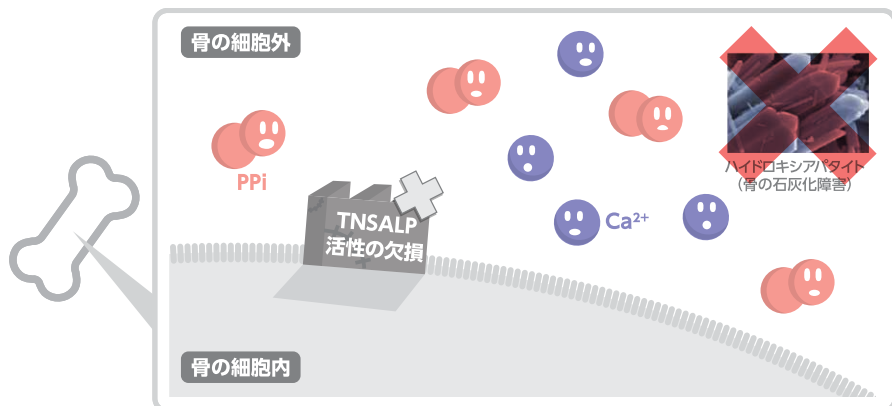 骨の細胞外
ハイドロキシアパタイト
（骨の石灰化障害）
PPi
TNSALP
活性の欠損
Ca²⁺
骨の細胞内